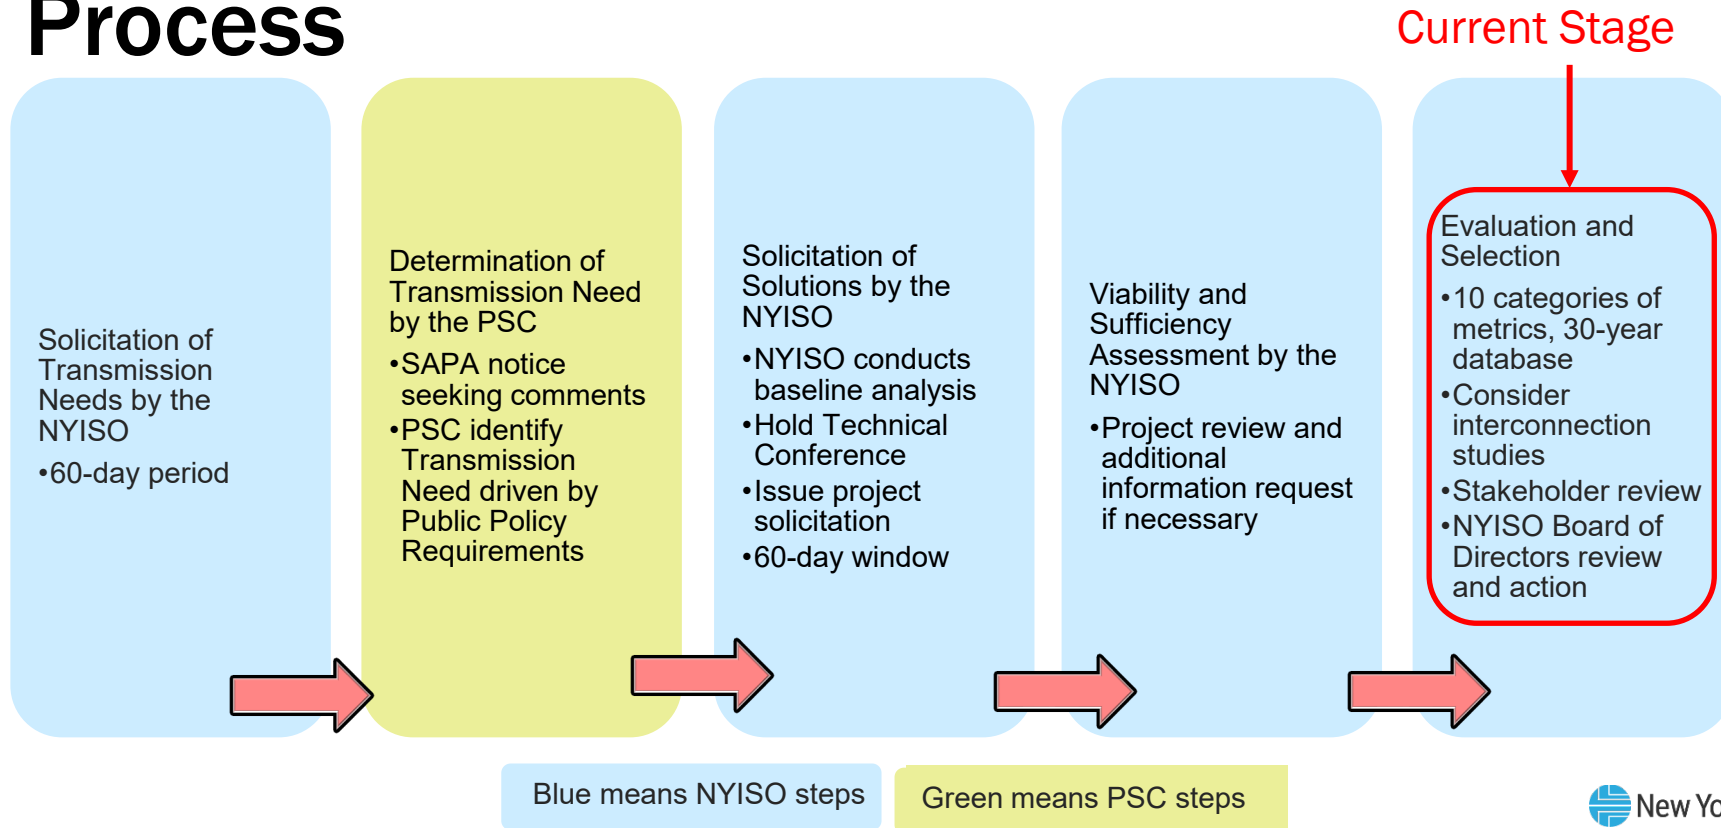 Process
Current Stage
Solicitation of
Transmission
Needs by the
NYISO
•60-day period
Determination of
Transmission Need
by the PSC
•SAPA notice
seeking comments
•PSC identify
Transmission
Need driven by
Public Policy
Requirements
Solicitation of
Solutions by the
NYISO
•NYISO conducts
baseline analysis
•Hold Technical
Conference
•Issue project
solicitation
•60-day window
Viability and
Sufficiency
Assessment by the
NYISO
•Project review and
additional
information request
if necessary
Evaluation and
Selection
•10 categories of
metrics, 30-year
database
•Consider
interconnection
studies
•Stakeholder review
•NYISO Board of
Directors review
and action
Blue means NYISO steps
Green means PSC steps
New Yo